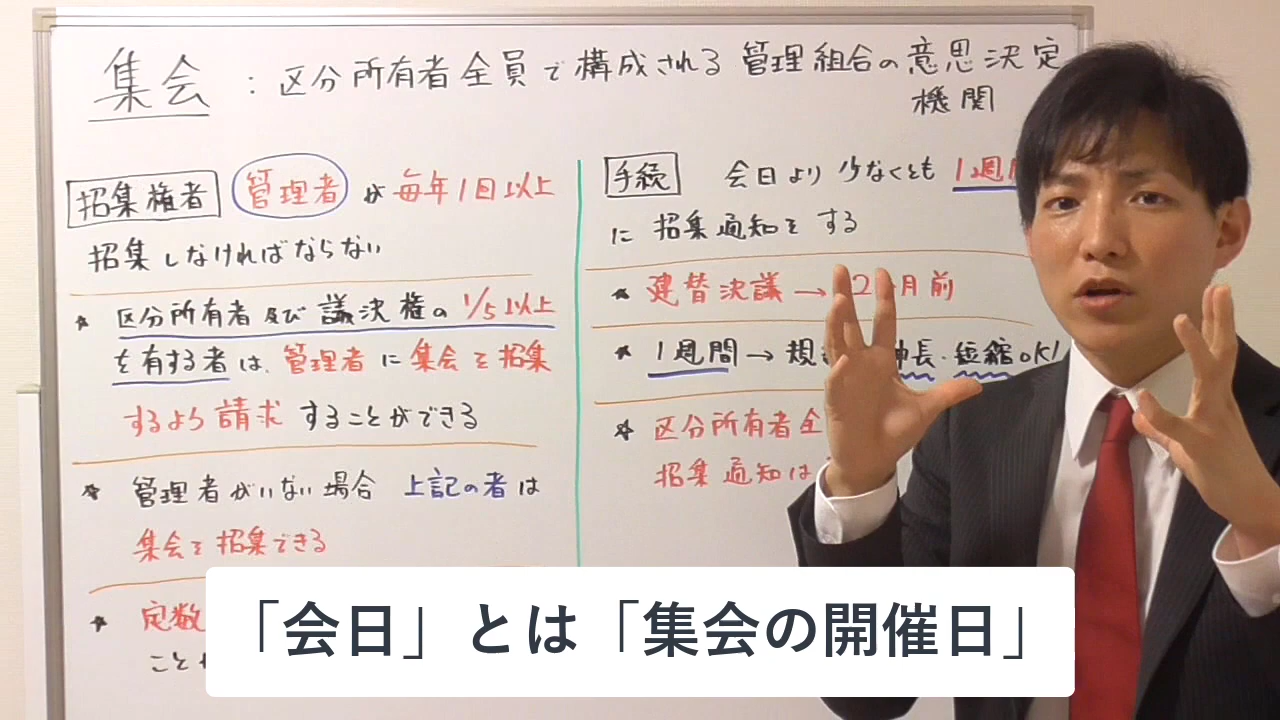 集会 : 区分所有者全員で構成される管理組合の意思決定
機関
招集権者 管理者が毎年1回以上
招集しなければならない
* 区分所有者及び議決権の1/5以上
を有する者は、管理者に集会を招集
するよう請求することができる
* 管理者がいない場合 上記の者は
集会を招集できる
* 定数
こと
手続 会日より少なくとも1週
に招集通知をする
* 建替決議→2 月前
* 1週間→規 伸長・短縮OK!
* 区分所有者全
招集通知は
「会日」とは「集会の開催日」